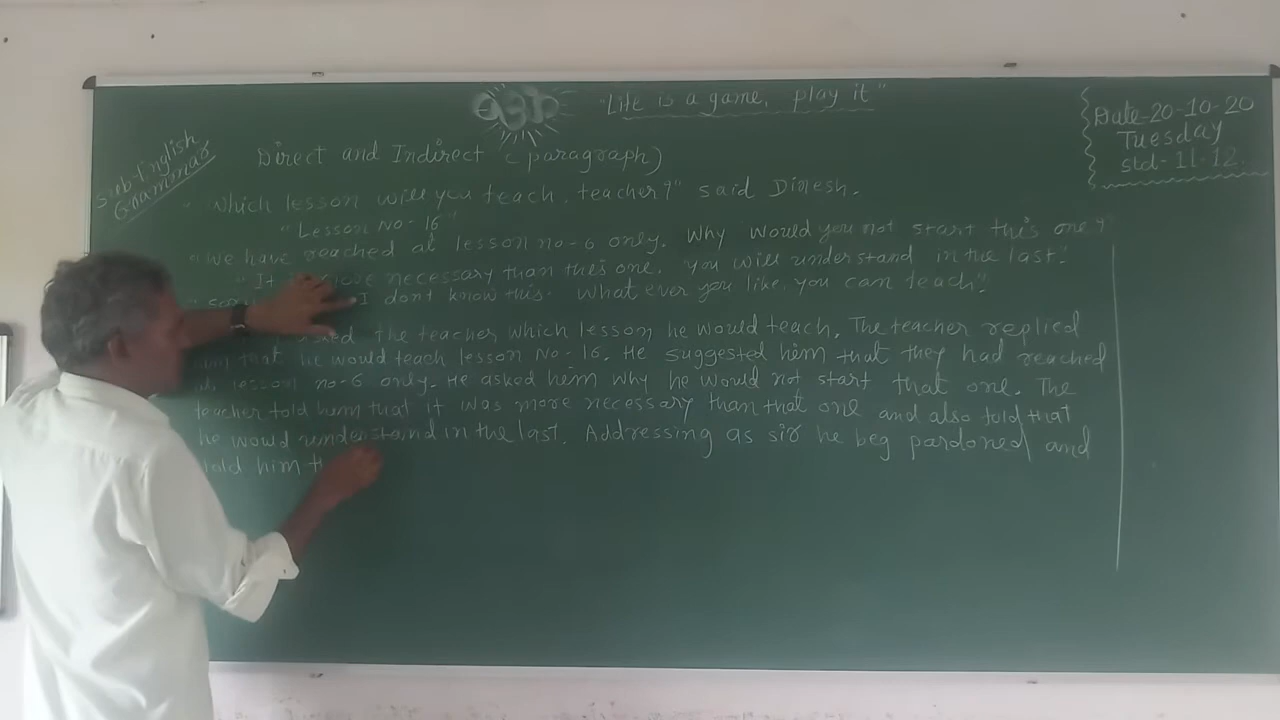 "Life is a game, play it"
Date-20-10-20
Tuesday
Std-11-12.
Sub-English
Grammar
Direct and Indirect (paragraph)
"Which lesson will you teach, teacher?" said Dinesh.
"Lesson No-16"
"We have reached at lesson no-6 only. Why would you not start this one?"
"It more necessary than this one. You will understand in the last."
I don't know this. What ever you like, you can teach."
the teacher which lesson he would teach. The teacher replied
that he would teach lesson No-16. He suggested him that they had reached
lesson no-6 only. He asked him why he would not start that one. The
teacher told him that it was more necessary than that one and also told that
he would understand in the last. Addressing as sir he beg pardoned and
told him